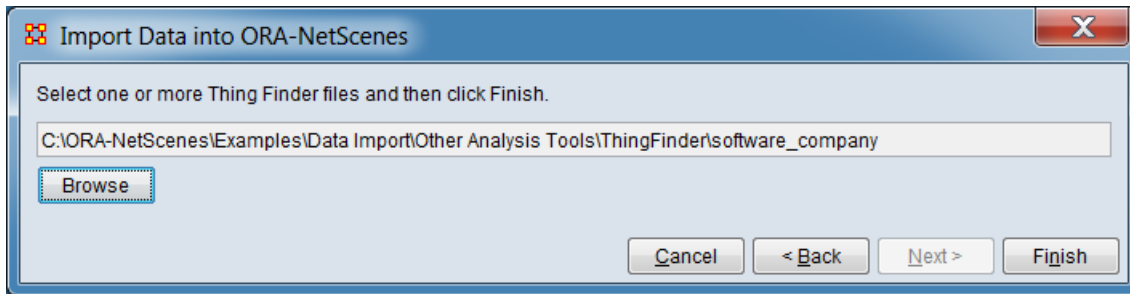 Import Data into ORA-NetScenes
X
Select one or more Thing Finder files and then click Finish.
C:\ORA-NetScenes\Examples\Data Import\Other Analysis Tools\ThingFinder\software_company
Browse
Cancel < Back Next > Finish